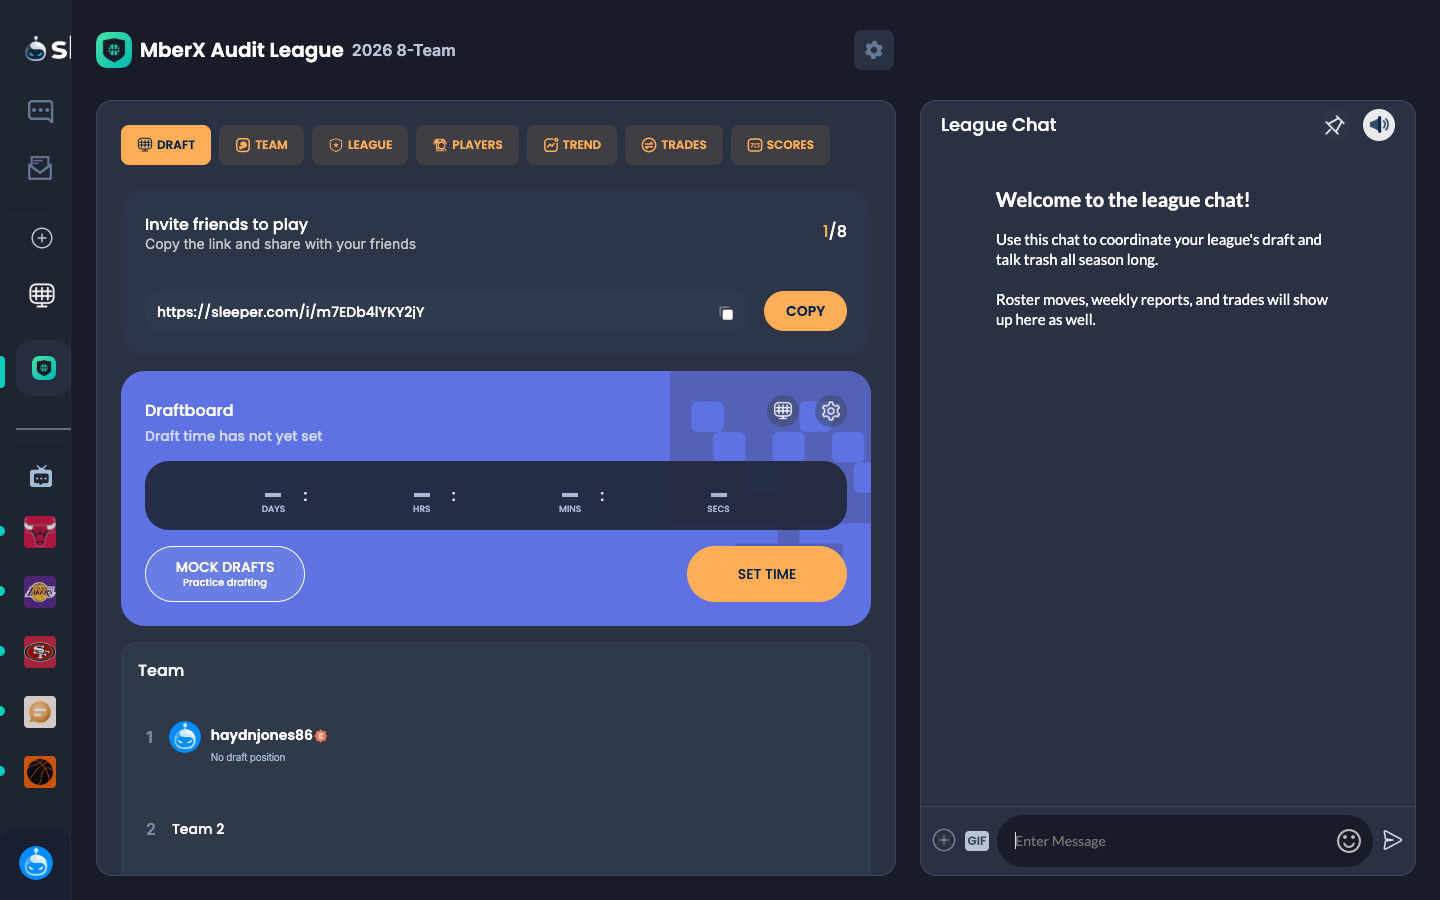 MberX Audit League 2026 8-Team
DRAFT
TEAM
LEAGUE
PLAYERS
TREND
TRADES
SCORES
Invite friends to play
Copy the link and share with your friends
1/8
https://sleeper.com/i/m7EDb4lYKY2jY
COPY
Draftboard
Draft time has not yet set
– : – : – : –
DAYS HRS MINS SECS
MOCK DRAFTS
Practice drafting
SET TIME
Team
1 haydnjones86
No draft position
2 Team 2
League Chat
Welcome to the league chat!
Use this chat to coordinate your league's draft and
talk trash all season long.
Roster moves, weekly reports, and trades will show
up here as well.
GIF
Enter Message